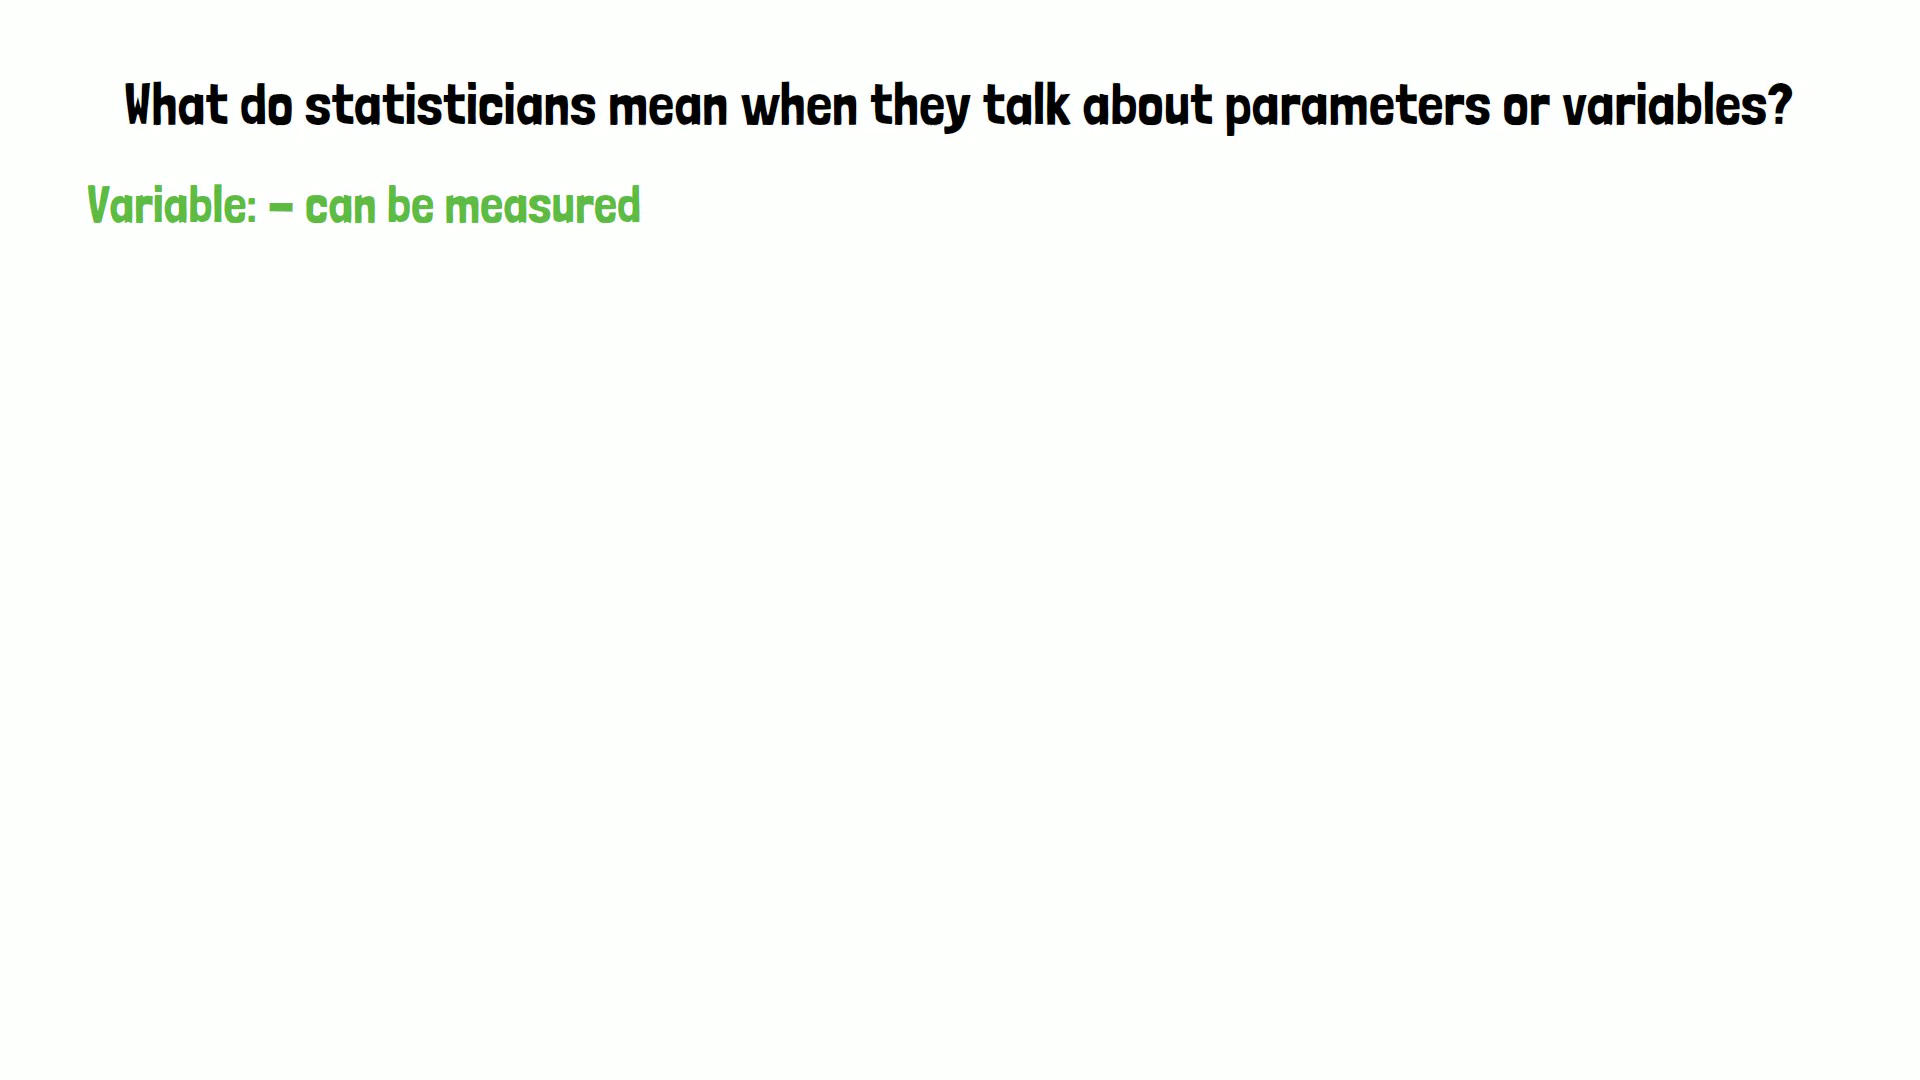 What do statisticians mean when they talk about parameters or variables?
Variable: – can be measured